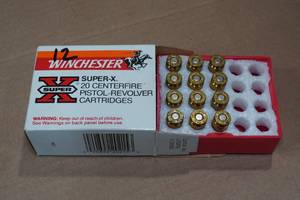 12
WINCHESTER
SUPER-X
20 CENTERFIRE
PISTOL-REVOLVER
CARTRIDGES
X
SUPER
WARNING: Keep out of reach of children.
See Warnings on back panel before use.